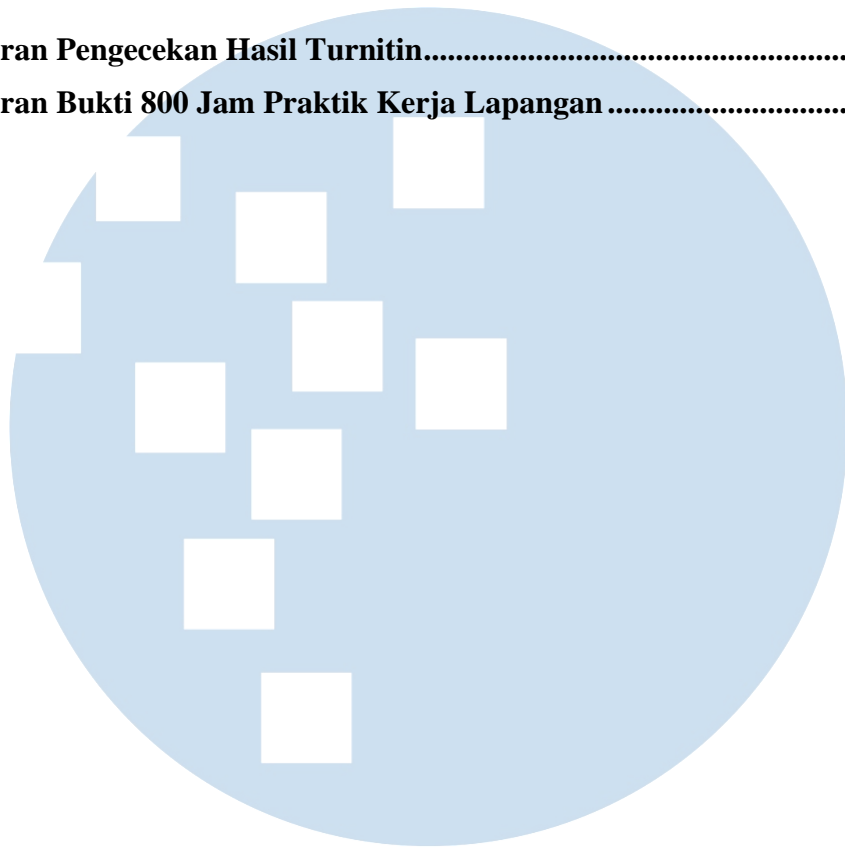 ran Pengecekan Hasil Turnitin......................................................
ran Bukti 800 Jam Praktik Kerja Lapangan..............................